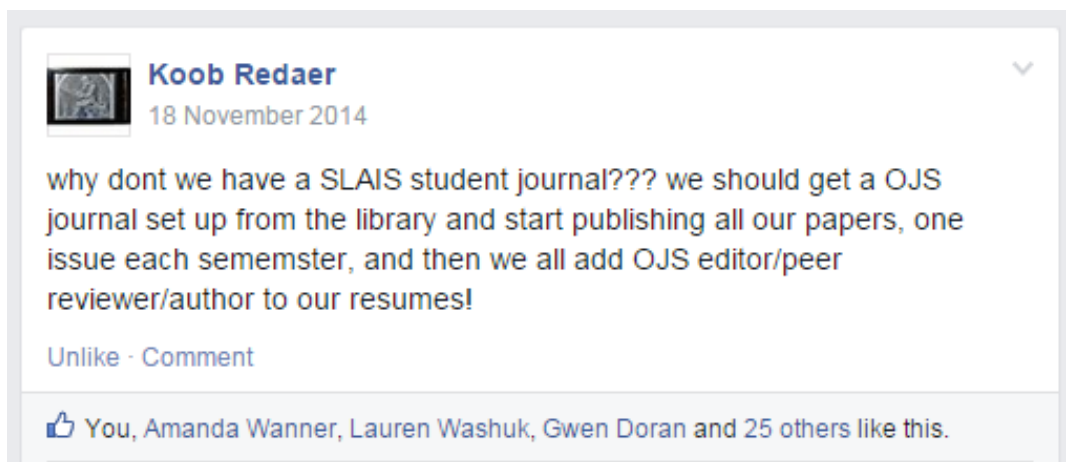 Koob Redaer
18 November 2014
why dont we have a SLAIS student journal??? we should get a OJS
journal set up from the library and start publishing all our papers, one
issue each sememster, and then we all add OJS editor/peer
reviewer/author to our resumes!
Unlike · Comment
You, Amanda Wanner, Lauren Washuk, Gwen Doran and 25 others like this.